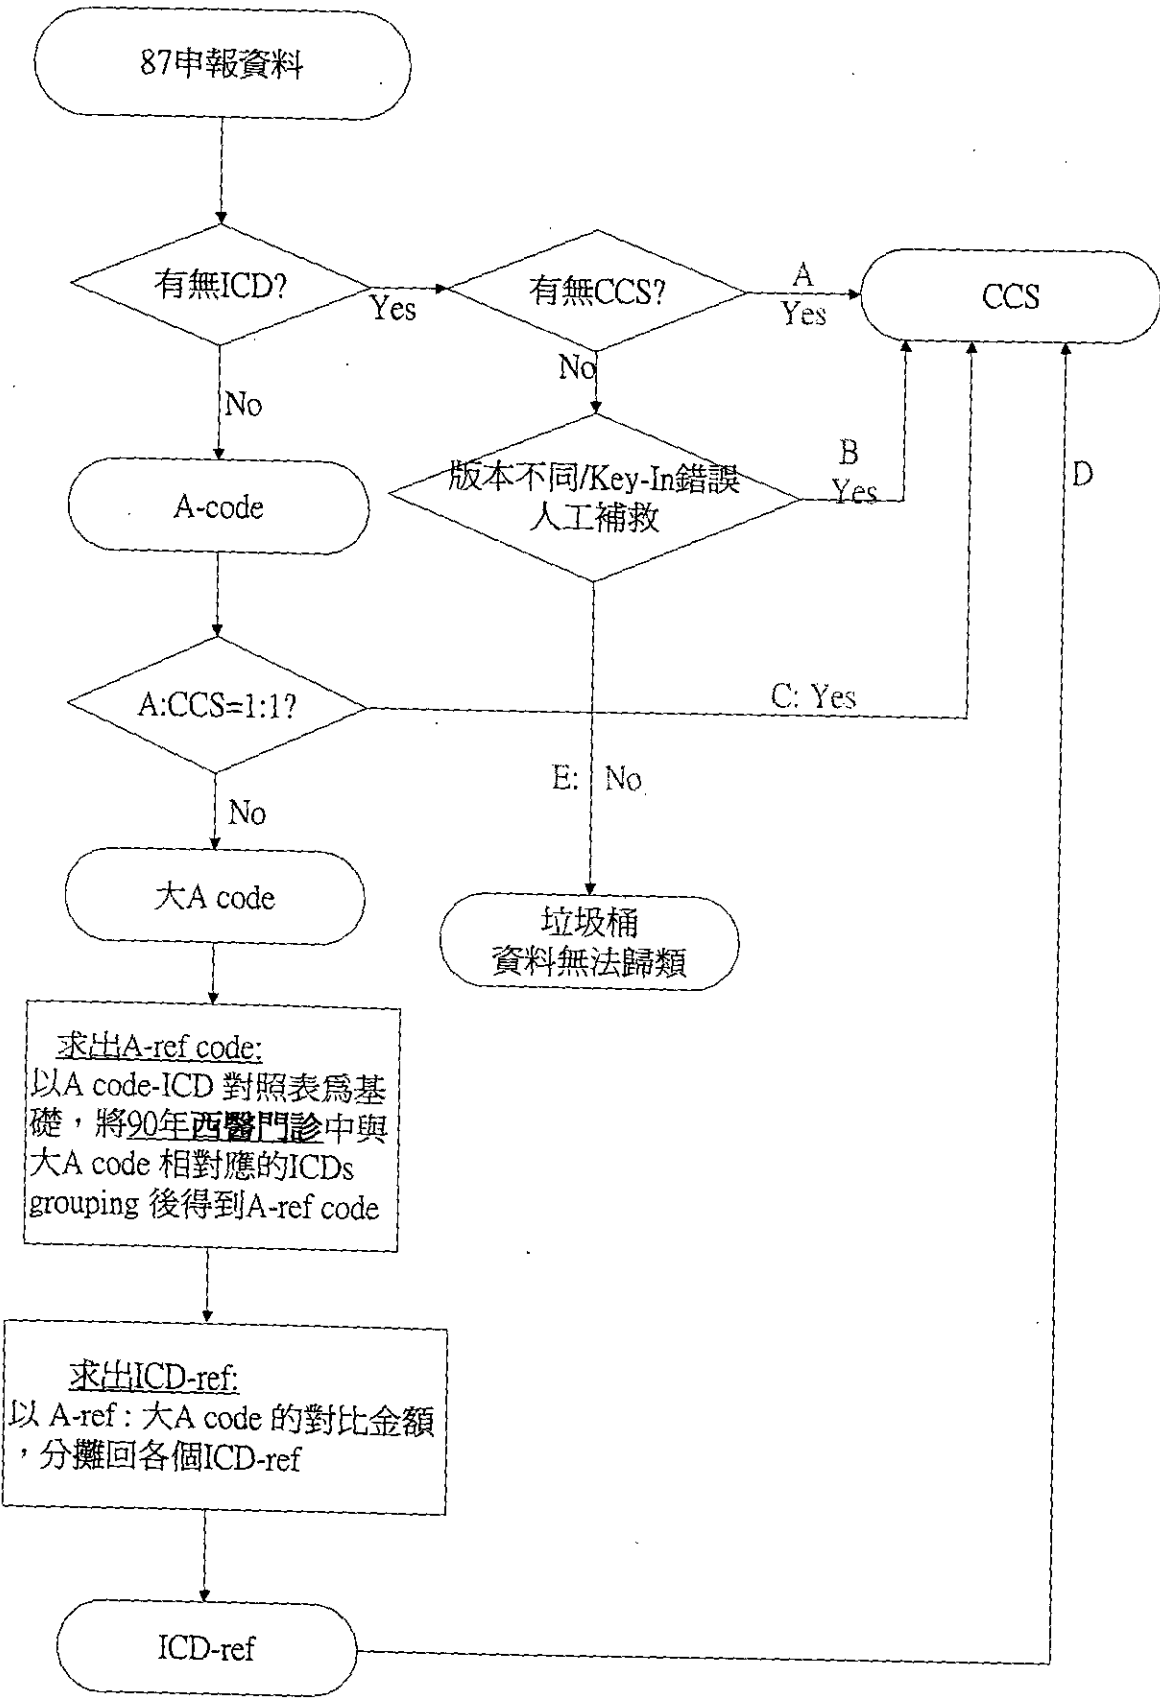 87申報資料
有無ICD?
Yes
有無CCS?
A
Yes
CCS
No
No
A-code
版本不同/Key-In錯誤
人工補救
B
Yes
D
A:CCS=1:1?
C: Yes
E: No
No
大A code
垃圾桶
資料無法歸類
求出A-ref code:
以A code-ICD 對照表爲基
礎，將90年西醫門診中與
大A code 相對應的ICDs
grouping 後得到A-ref code
求出ICD-ref:
以 A-ref : 大A code 的對比金額
，分攤回各個ICD-ref
ICD-ref